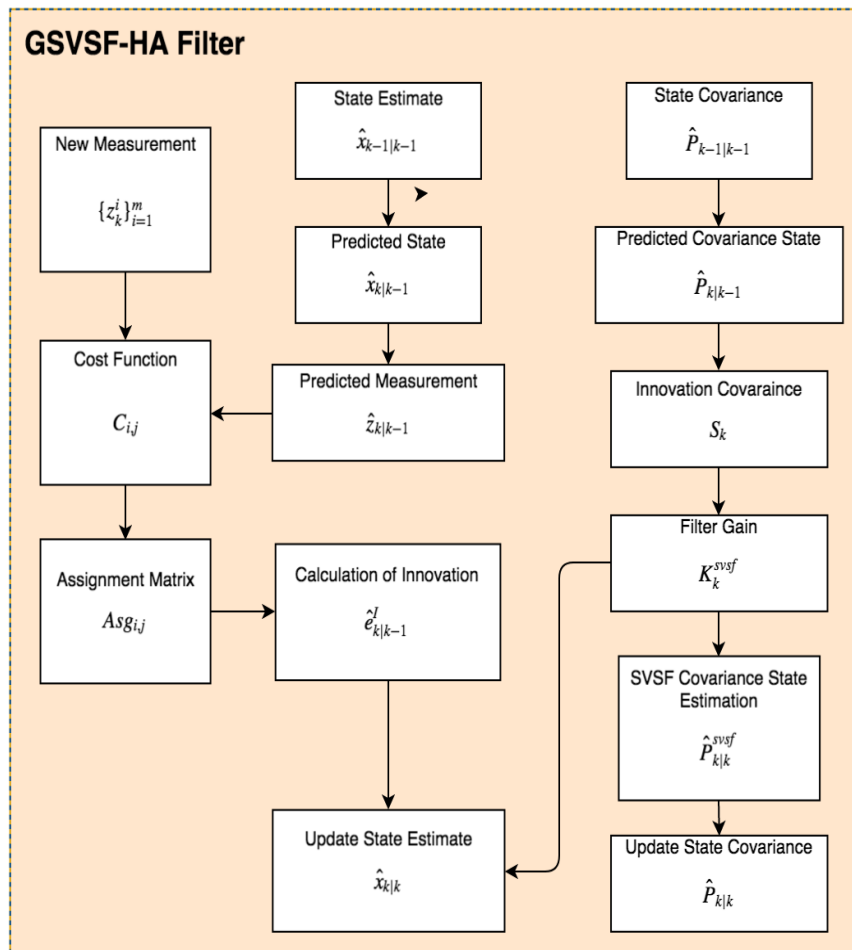 GSVSF-HA Filter
New Measurement
{z_k^i}_{i=1}^m
State Estimate
x̂_{k−1|k−1}
State Covariance
P̂_{k−1|k−1}
Predicted State
x̂_{k|k−1}
Predicted Covariance State
P̂_{k|k−1}
Cost Function
C_{i,j}
Predicted Measurement
ẑ_{k|k−1}
Innovation Covaraince
S_k
Assignment Matrix
Asg_{i,j}
Calculation of Innovation
ê^I_{k|k−1}
Filter Gain
K_k^{svsf}
SVSF Covariance State
Estimation
P̂_{k|k}^{svsf}
Update State Estimate
x̂_{k|k}
Update State Covariance
P̂_{k|k}